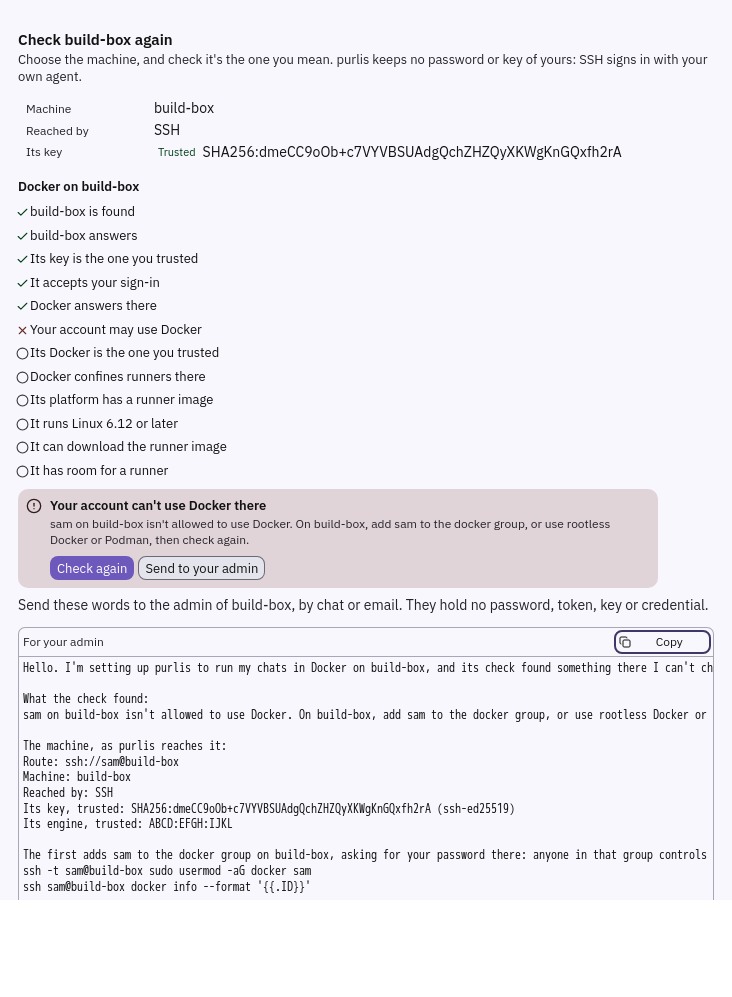 Check build-box again
Choose the machine, and check it's the one you mean. purlis keeps no password or key of yours: SSH signs in with your
own agent.
Machine build-box
Reached by SSH
Its key Trusted SHA256:dmeCC9oOb+c7VYVBSUAdgQchZHZQyXKWgKnGQxfh2rA
Docker on build-box
build-box is found
build-box answers
Its key is the one you trusted
It accepts your sign-in
Docker answers there
Your account may use Docker
Its Docker is the one you trusted
Docker confines runners there
Its platform has a runner image
It runs Linux 6.12 or later
It can download the runner image
It has room for a runner
Your account can't use Docker there
sam on build-box isn't allowed to use Docker. On build-box, add sam to the docker group, or use rootless
Docker or Podman, then check again.
Check again Send to your admin
Send these words to the admin of build-box, by chat or email. They hold no password, token, key or credential.
For your admin Copy
Hello. I'm setting up purlis to run my chats in Docker on build-box, and its check found something there I can't ch
What the check found:
sam on build-box isn't allowed to use Docker. On build-box, add sam to the docker group, or use rootless Docker or
The machine, as purlis reaches it:
Route: ssh://sam@build-box
Machine: build-box
Reached by: SSH
Its key, trusted: SHA256:dmeCC9oOb+c7VYVBSUAdgQchZHZQyXKWgKnGQxfh2rA (ssh-ed25519)
Its engine, trusted: ABCD:EFGH:IJKL
The first adds sam to the docker group on build-box, asking for your password there: anyone in that group controls
ssh -t sam@build-box sudo usermod -aG docker sam
ssh sam@build-box docker info --format '{{.ID}}'